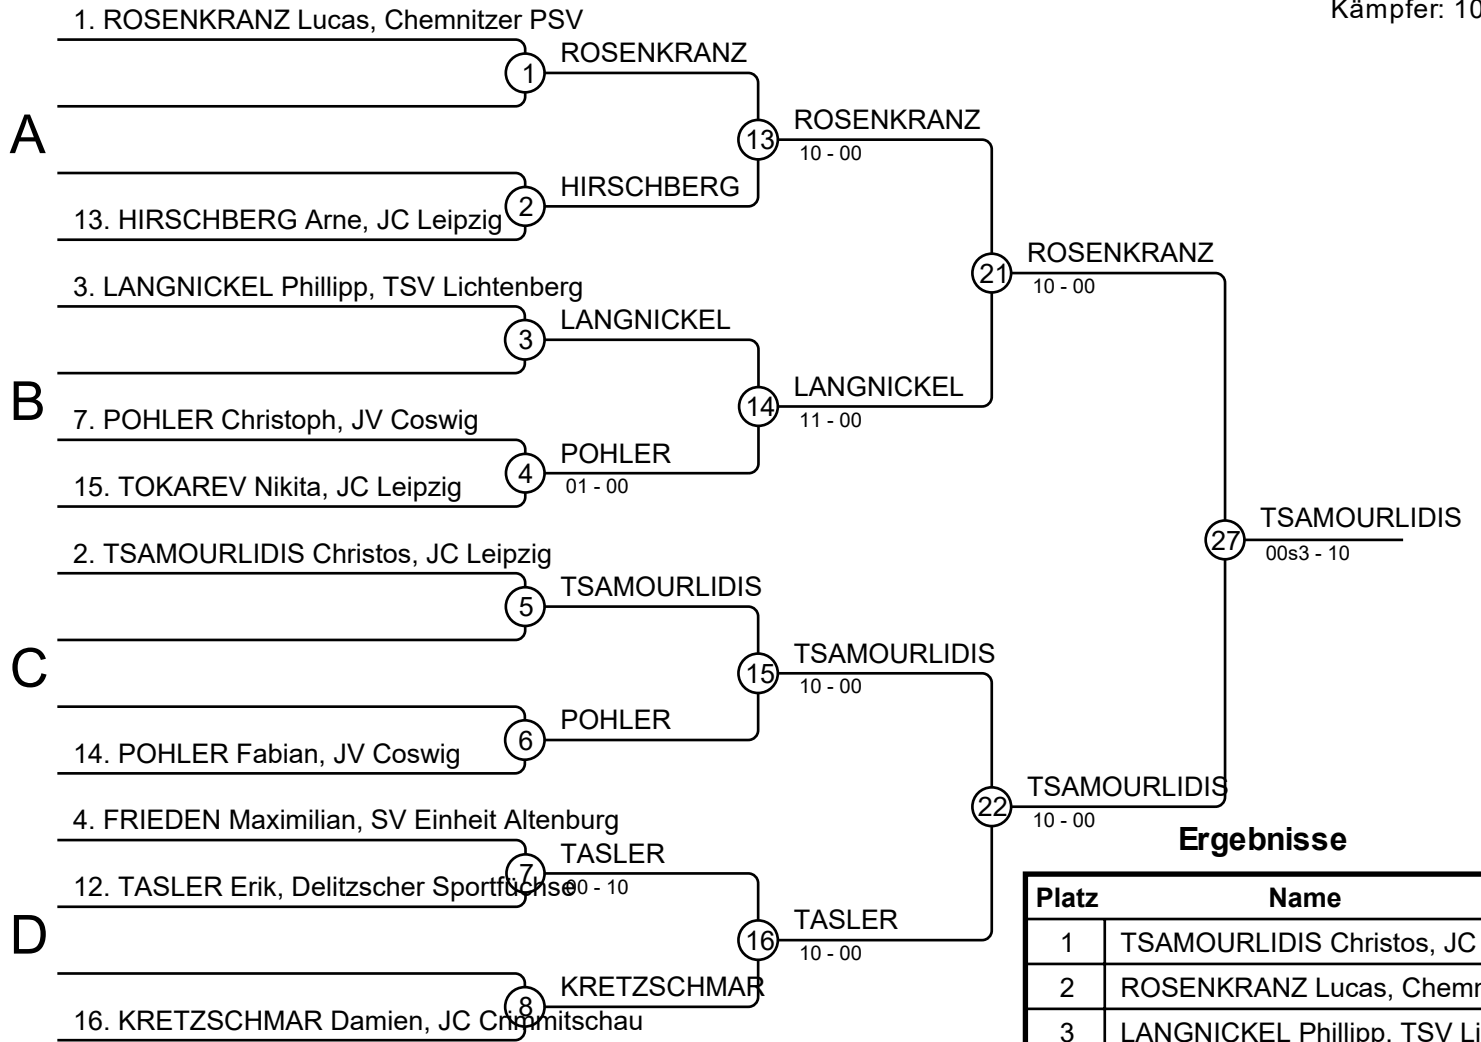 Kämpfer: 10
1. ROSENKRANZ Lucas, Chemnitzer PSV
1
ROSENKRANZ
A
13
ROSENKRANZ
10 - 00
2
HIRSCHBERG
13. HIRSCHBERG Arne, JC Leipzig
21
ROSENKRANZ
10 - 00
3. LANGNICKEL Phillipp, TSV Lichtenberg
3
LANGNICKEL
B
14
LANGNICKEL
11 - 00
7. POHLER Christoph, JV Coswig
4
POHLER
01 - 00
15. TOKAREV Nikita, JC Leipzig
27
TSAMOURLIDIS
00s3 - 10
2. TSAMOURLIDIS Christos, JC Leipzig
5
TSAMOURLIDIS
C
15
TSAMOURLIDIS
10 - 00
6
POHLER
14. POHLER Fabian, JV Coswig
22
TSAMOURLIDIS
10 - 00
4. FRIEDEN Maximilian, SV Einheit Altenburg
7
TASLER
00 - 10
12. TASLER Erik, Delitzscher Sportfüchse
D
16
TASLER
10 - 00
8
KRETZSCHMAR
16. KRETZSCHMAR Damien, JC Crimmitschau
Ergebnisse
Platz Name
1 TSAMOURLIDIS Christos, JC
2 ROSENKRANZ Lucas, Chemn
3 LANGNICKEL Phillipp, TSV Li